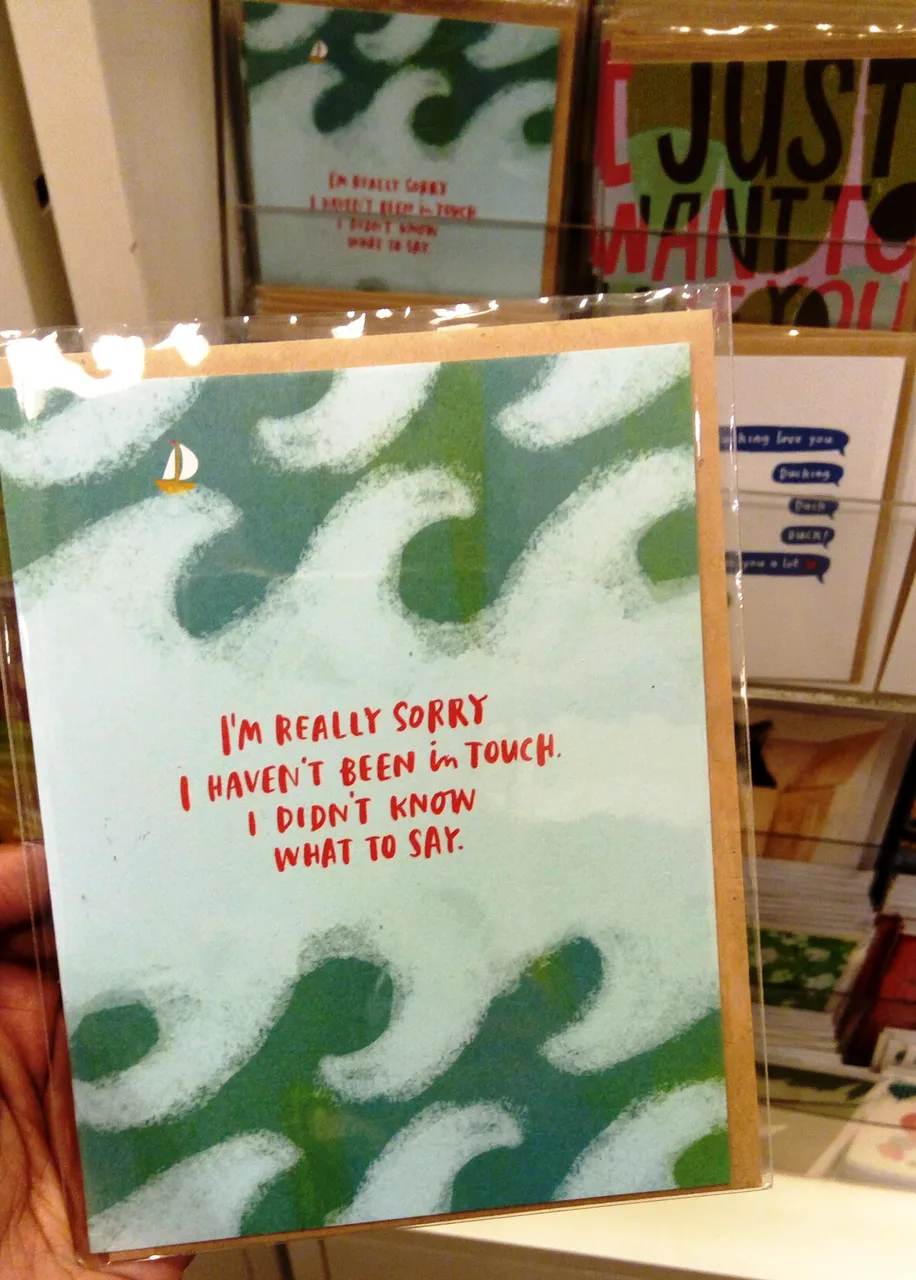 I'M REALLY SORRY
I HAVEN'T BEEN in TOUCH
I DIDN'T KNOW
WHAT TO SAY.
JUST
WANT TO
YOU
love you
Ducking
Duck
DUCK!
you a lot
I'M REALLY SORRY
I HAVEN'T BEEN in TOUCH.
I DIDN'T KNOW
WHAT TO SAY.